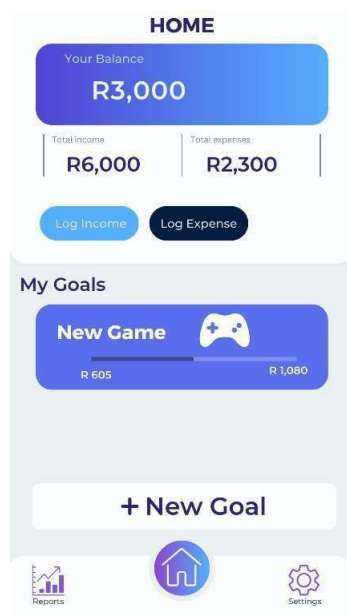 HOME
Your Balance
R3,000
Total income Total expenses
R6,000 R2,300
Log Income Log Expense
My Goals
New Game
R 605 R 1,080
+ New Goal
Reports Settings